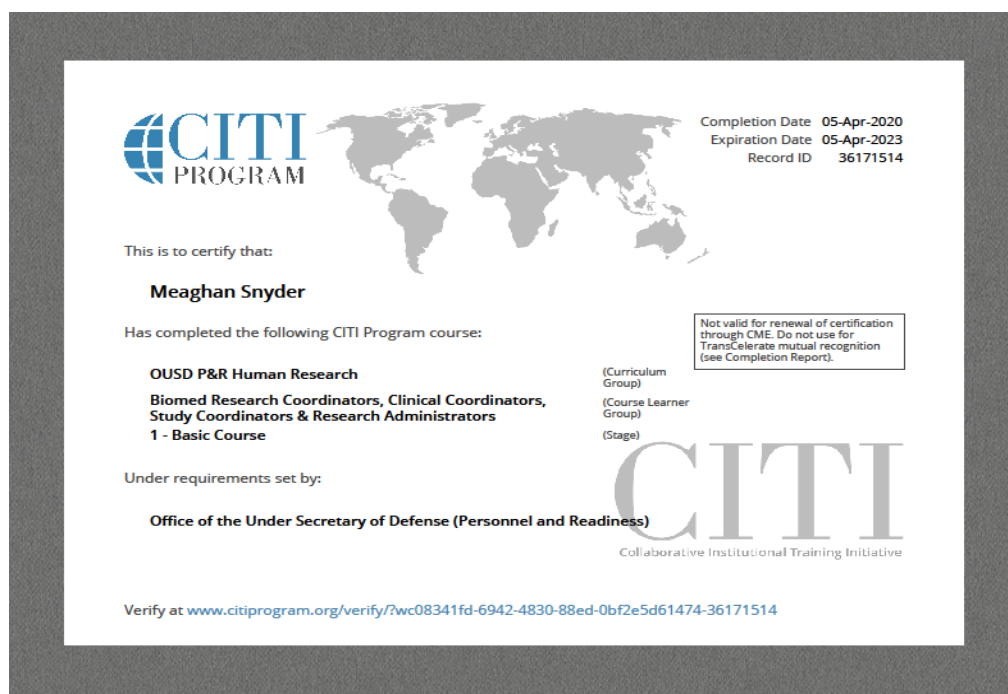 CITI
PROGRAM
Completion Date 05-Apr-2020
Expiration Date 05-Apr-2023
Record ID 36171514
This is to certify that:
Meaghan Snyder
Has completed the following CITI Program course:
Not valid for renewal of certification
through CME. Do not use for
TransCelerate mutual recognition
(see Completion Report).
OUSD P&R Human Research
(Curriculum
Group)
Biomed Research Coordinators, Clinical Coordinators,
Study Coordinators & Research Administrators
(Course Learner
Group)
1 - Basic Course
(Stage)
Under requirements set by:
Office of the Under Secretary of Defense (Personnel and Readiness)
CITI
Collaborative Institutional Training Initiative
Verify at www.citiprogram.org/verify/?wc08341fd-6942-4830-88ed-0bf2e5d61474-36171514